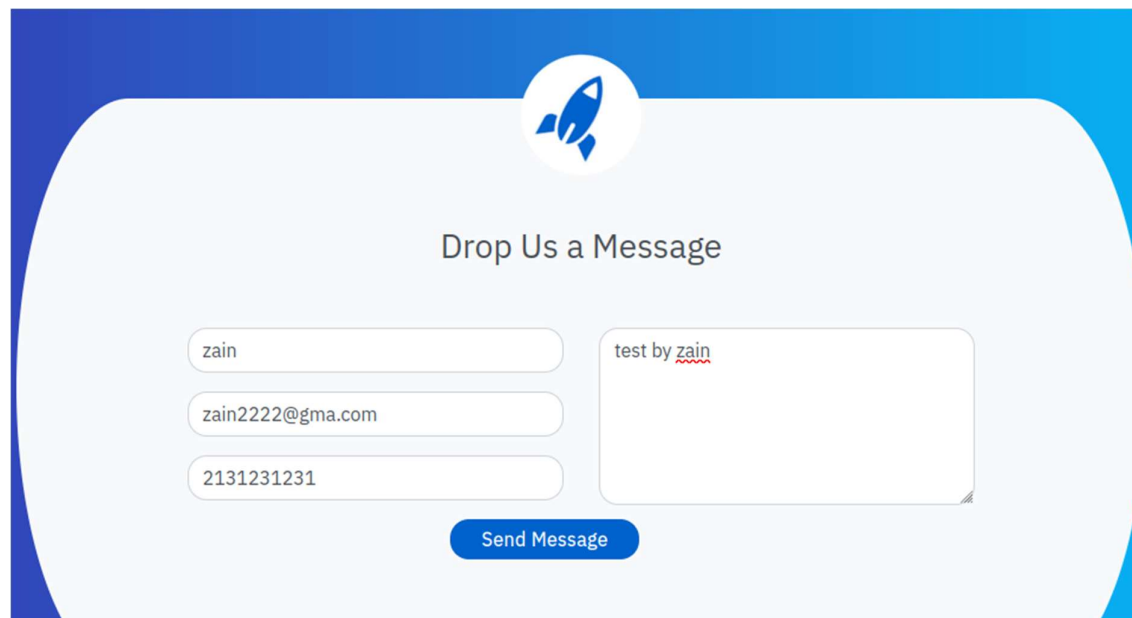 Drop Us a Message
zain
zain2222@gma.com
2131231231
test by zain
Send Message